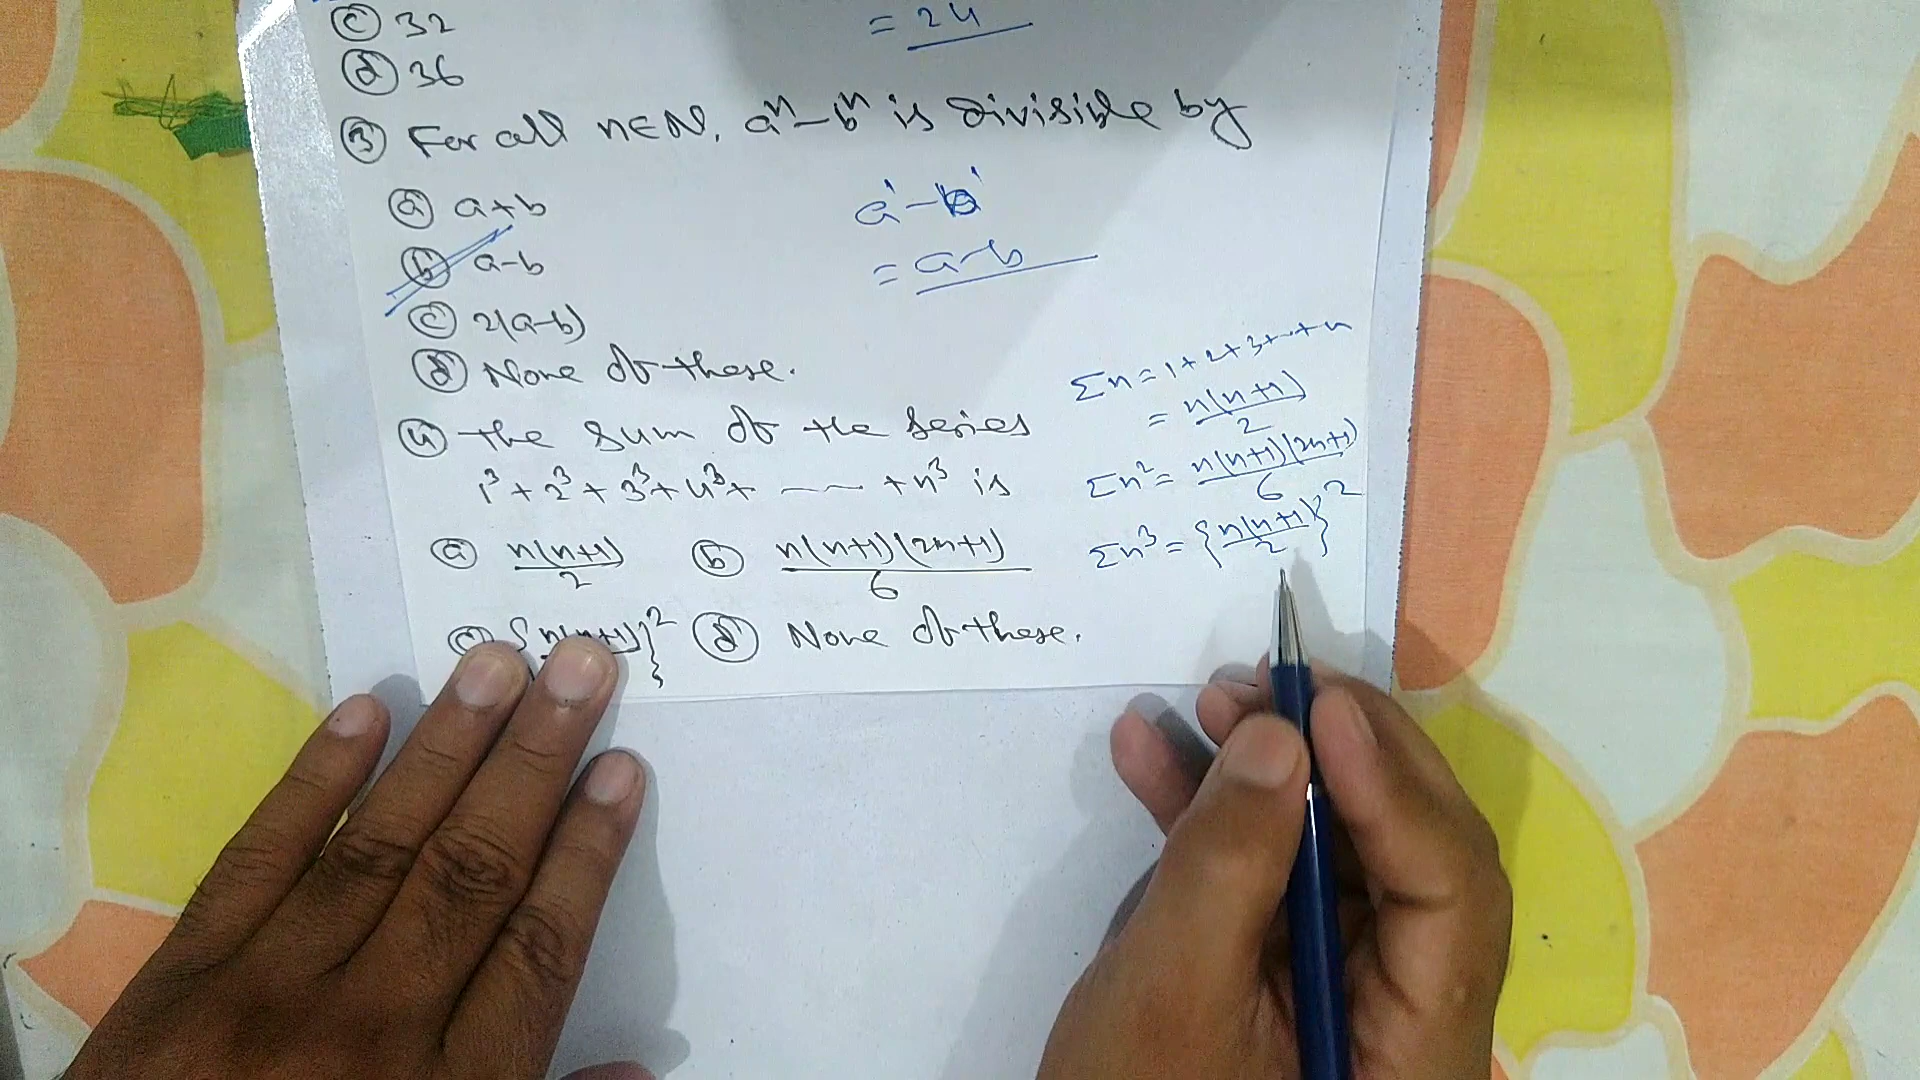 ⓒ 32
= 24
ⓓ 36
③ For all n∈N, aⁿ-bⁿ is divisible by
ⓐ a+b
ⓑ a-b
ⓒ 2(a-b)
ⓓ None of these.
a¹-b¹
= a-b
④ the sum of the series
1³+2³+3³+4³+ ---- +n³ is
ⓐ n(n+1)/2 ⓑ n(n+1)(2n+1)/6
ⓒ {n(n+1)}² ⓓ None of these.
Σn = 1+2+3+...+n
= n(n+1)/2
Σn² = n(n+1)(2n+1)/6
Σn³ = {n(n+1)/2}²